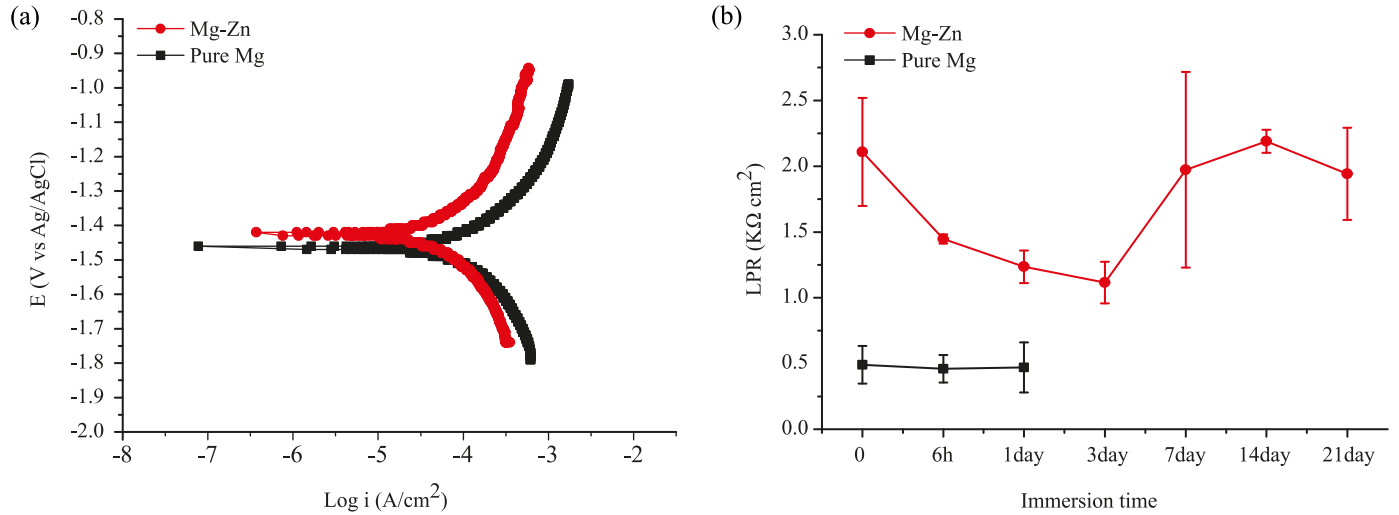 (a)
Mg-Zn
Pure Mg
-0.8
-0.9
-1.0
-1.1
-1.2
-1.3
-1.4
-1.5
-1.6
-1.7
-1.8
-1.9
-2.0
E (V vs Ag/AgCl)
-8
-7
-6
-5
-4
-3
-2
Log i (A/cm²)
(b)
Mg-Zn
Pure Mg
3.0
2.5
2.0
1.5
1.0
0.5
0.0
LPR (KΩ cm²)
0
6h
1day
3day
7day
14day
21day
Immersion time